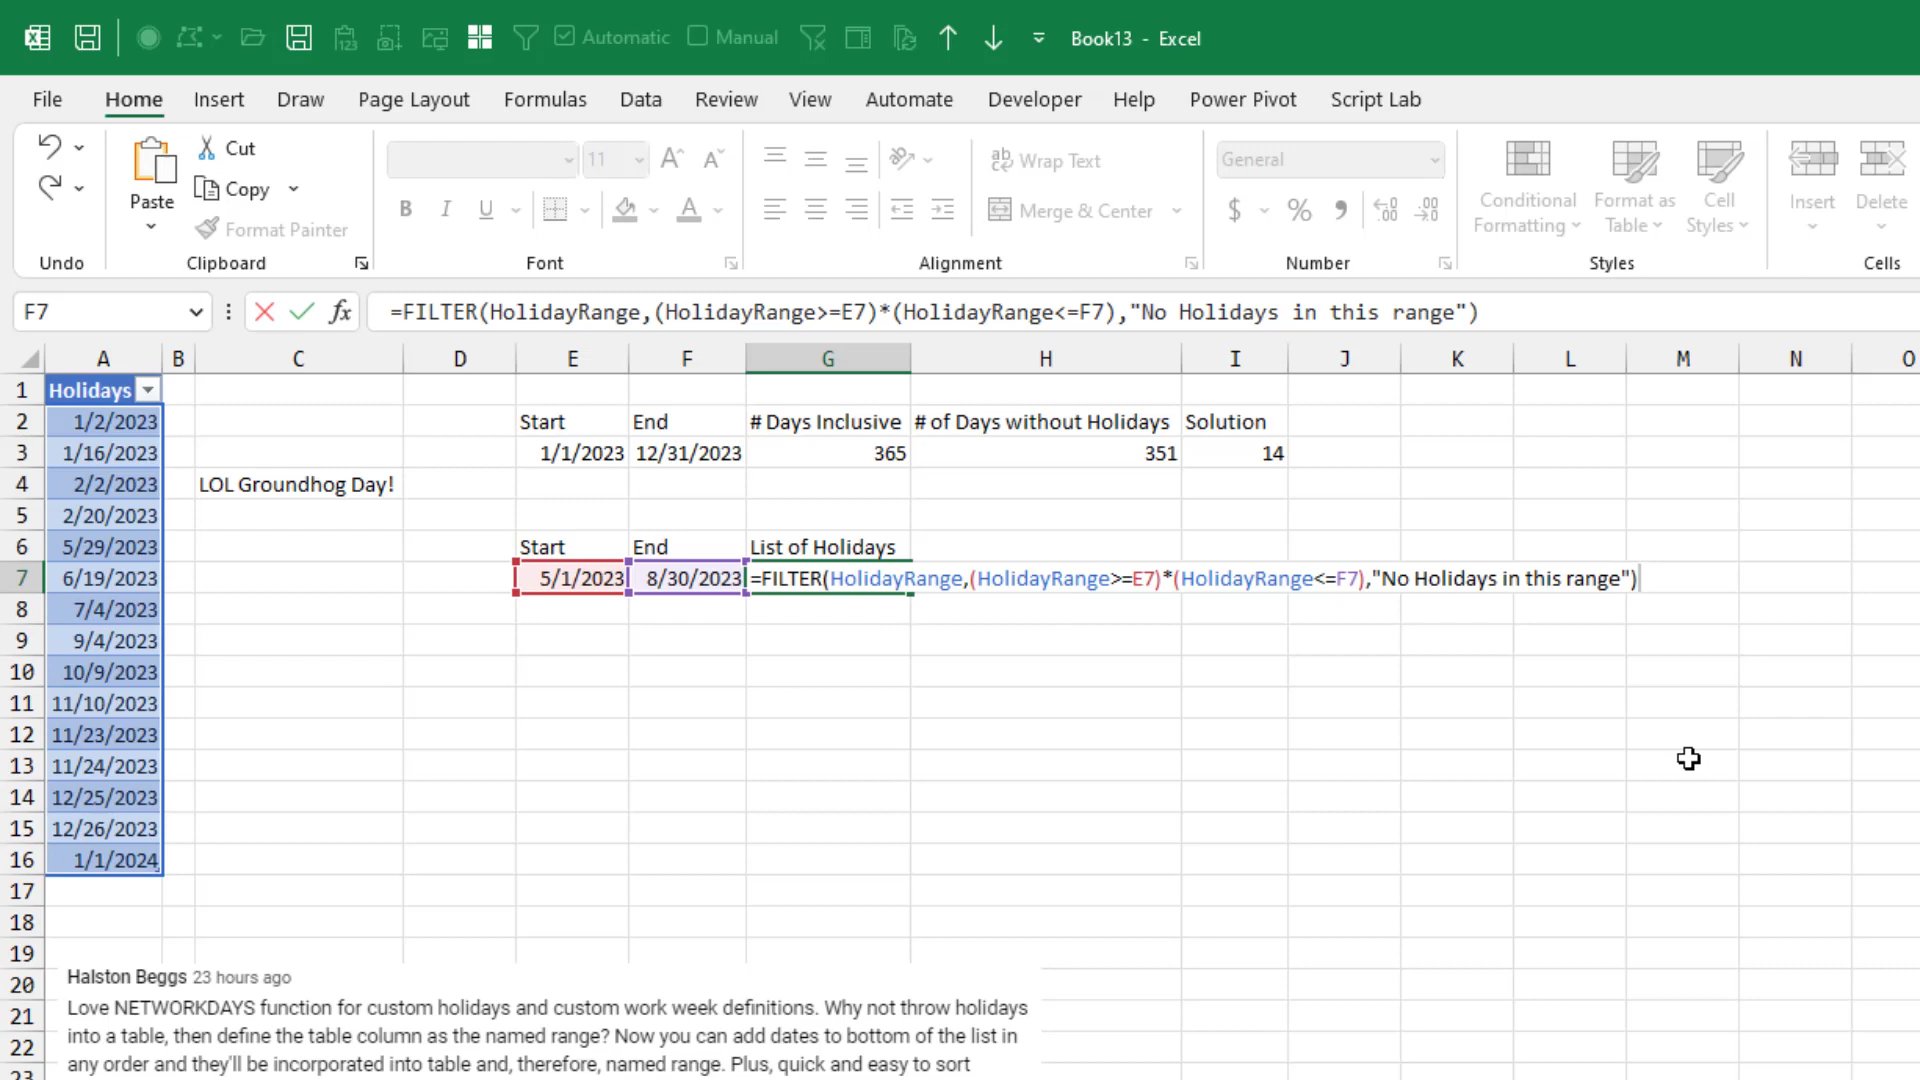 Automatic
Manual
Book13 - Excel
File
Home
Insert
Draw
Page Layout
Formulas
Data
Review
View
Automate
Developer
Help
Power Pivot
Script Lab
Paste
Cut
Copy
Format Painter
11
B I U
Wrap Text
Merge & Center
General
Conditional Formatting
Format as Table
Cell Styles
Insert
Delete
Undo
Clipboard
Font
Alignment
Number
Styles
Cells
F7
=FILTER(HolidayRange,(HolidayRange>=E7)*(HolidayRange<=F7),"No Holidays in this range")
A B C D E F G H I J K L M N O
1 Holidays
2 1/2/2023 Start End # Days Inclusive # of Days without Holidays Solution
3 1/16/2023 1/1/2023 12/31/2023 365 351 14
4 2/2/2023 LOL Groundhog Day!
5 2/20/2023
6 5/29/2023 Start End List of Holidays
7 6/19/2023 5/1/2023 8/30/2023 =FILTER(HolidayRange,(HolidayRange>=E7)*(HolidayRange<=F7),"No Holidays in this range")
8 7/4/2023
9 9/4/2023
10 10/9/2023
11 11/10/2023
12 11/23/2023
13 11/24/2023
14 12/25/2023
15 12/26/2023
16 1/1/2024
17
18
19
20
21
22
23
Halston Beggs 23 hours ago
Love NETWORKDAYS function for custom holidays and custom work week definitions. Why not throw holidays
into a table, then define the table column as the named range? Now you can add dates to bottom of the list in
any order and they'll be incorporated into table and, therefore, named range. Plus, quick and easy to sort